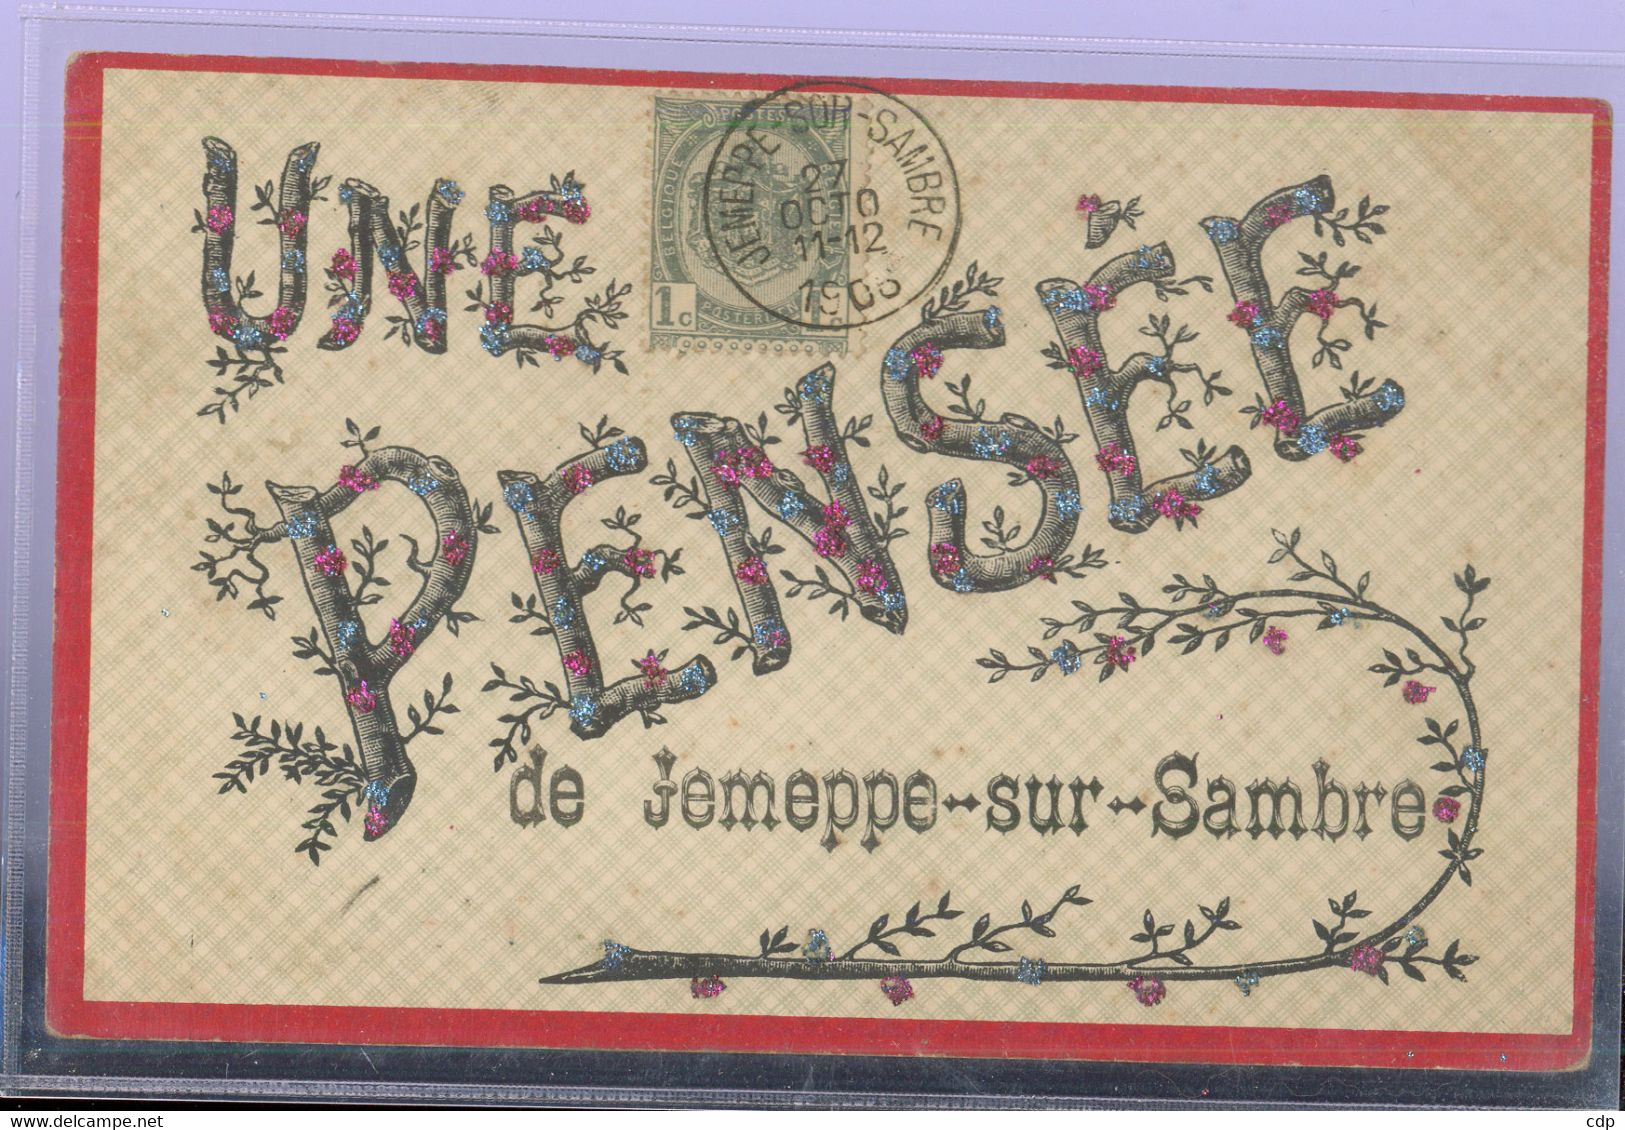 UNE
PENSÉE
de Jemeppe-sur-Sambre
POSTES
BELGIQUE
1c
JEMEPPE-SUR-SAMBRE
27
OCTO
11-12
1906
delcampe.net
cdp